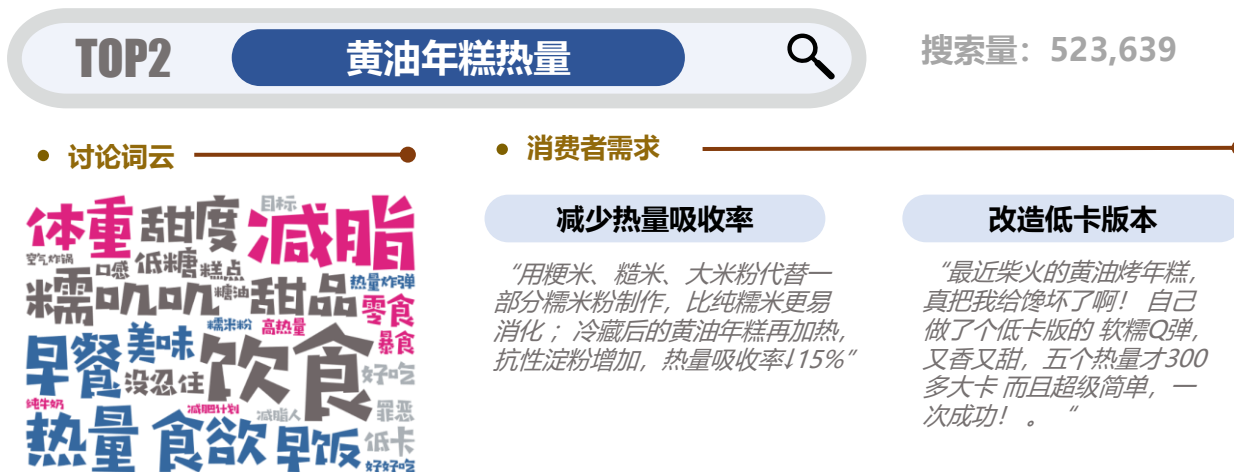 TOP2
黄油年糕热量
搜索量：523,639
• 讨论词云
• 消费者需求
体重
甜度
目标
减脂
空气炸锅
口感
低糖
糕点
热量炸弹
糯叽叽
糖油
甜品
零食
糯米粉
高热量
暴食
早餐
美味
没忍住
饮食
好好吃
纯牛奶
减肥计划
减脂人
罪恶
热量
食欲
早饭
低卡
好好吃
减少热量吸收率
“用粳米、糙米、大米粉代替一
部分糯米粉制作，比纯糯米更易
消化 ；冷藏后的黄油年糕再加热，
抗性淀粉增加，热量吸收率↓15%”
改造低卡版本
“最近柴火的黄油烤年糕，
真把我给馋坏了啊！ 自己
做了个低卡版的 软糯Q弹，
又香又甜，五个热量才300
多大卡 而且超级简单，一
次成功！ 。 “